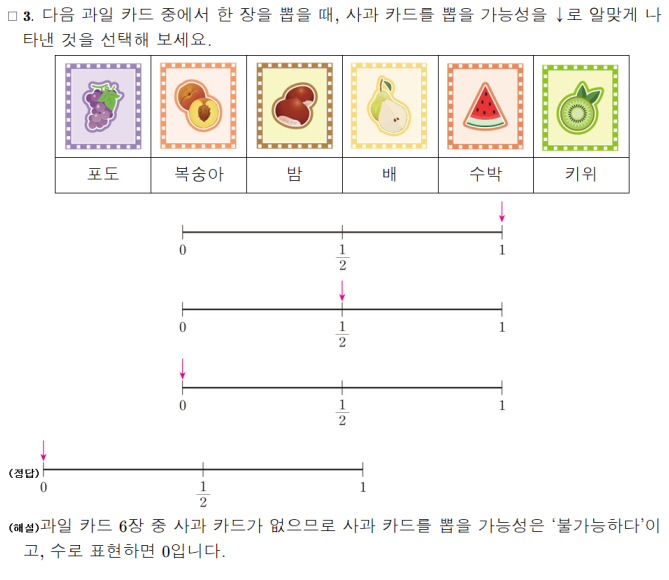 □ 3. 다음 과일 카드 중에서 한 장을 뽑을 때, 사과 카드를 뽑을 가능성을 ↓로 알맞게 나
타낸 것을 선택해 보세요.
포도 복숭아 밤 배 수박 키위
0 1/2 1
0 1/2 1
0 1/2 1
(정답) 0 1/2 1
(해설)과일 카드 6장 중 사과 카드가 없으므로 사과 카드를 뽑을 가능성은 ‘불가능하다’이
고, 수로 표현하면 0입니다.